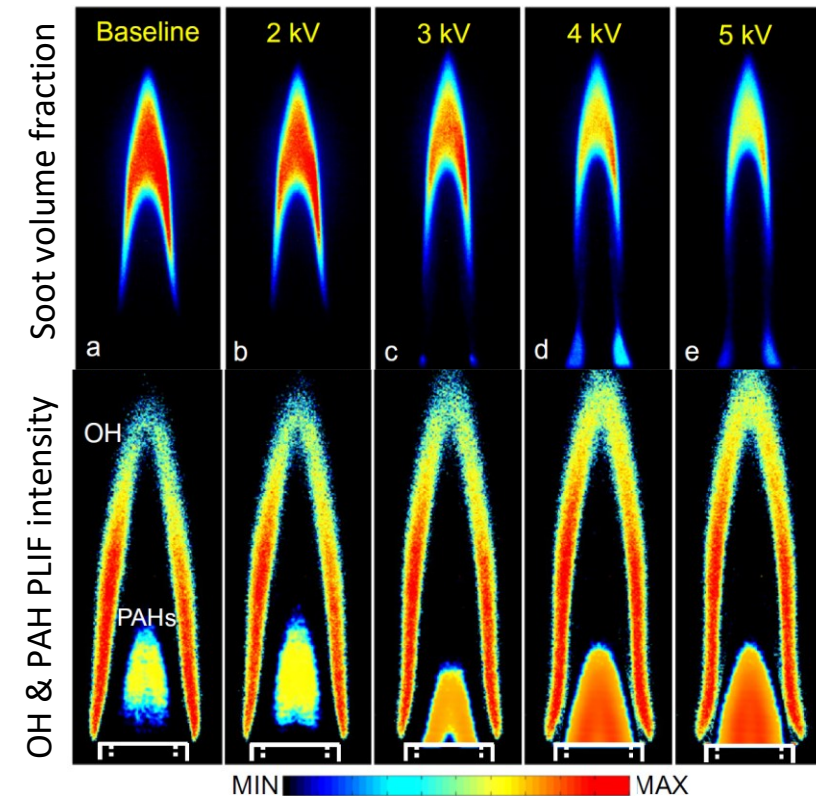 Soot volume fraction
Baseline
2 kV
3 kV
4 kV
5 kV
a
b
c
d
e
OH & PAH PLIF intensity
OH
PAHs
MIN
MAX